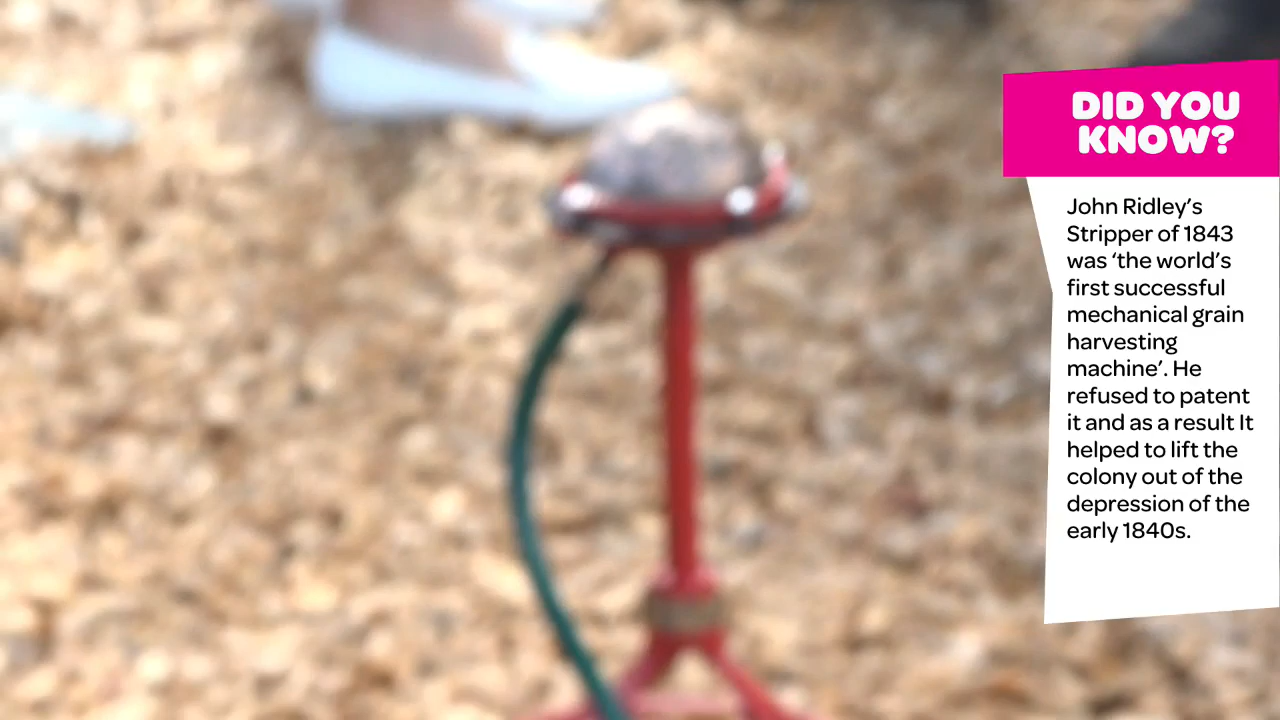 DID YOU
KNOW?
John Ridley's
Stripper of 1843
was ‘the world's
first successful
mechanical grain
harvesting
machine’. He
refused to patent
it and as a result It
helped to lift the
colony out of the
depression of the
early 1840s.